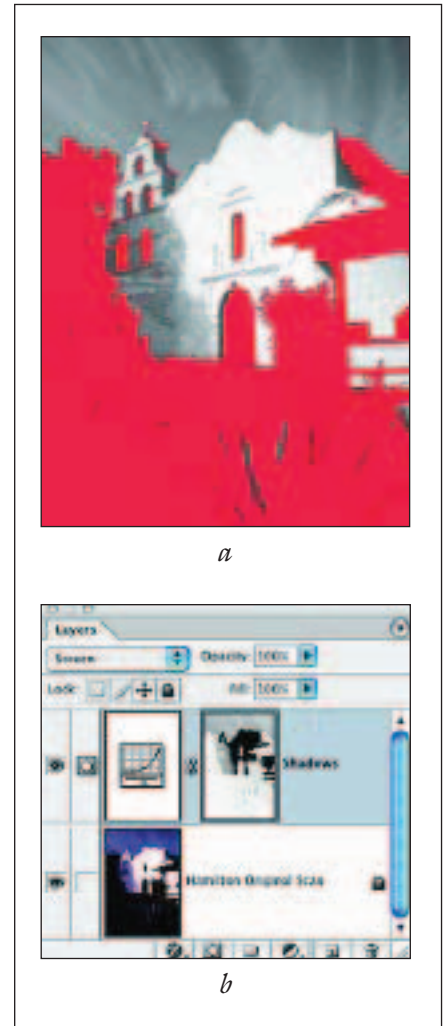 a
Layers
Screen
Opacity: 100%
Lock:
Fill: 100%
Shadows
Hamilton Original Scan
b